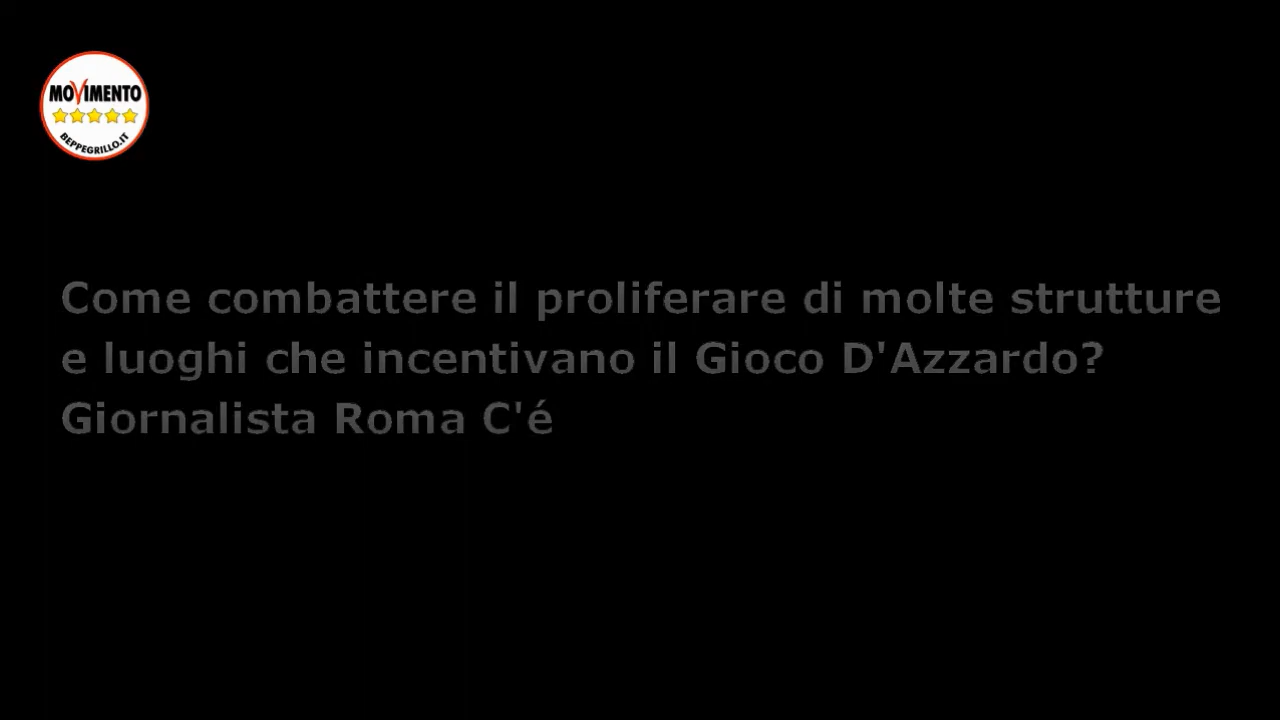 MOVIMENTO
BEPPEGRILLO.IT
Come combattere il proliferare di molte strutture
e luoghi che incentivano il Gioco D'Azzardo?
Giornalista Roma C'é